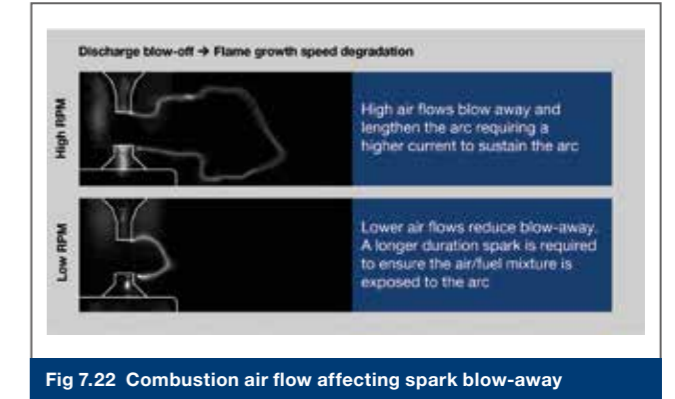 Discharge blow-off → Flame growth speed degradation
High RPM
High air flows blow away and
lengthen the arc requiring a
higher current to sustain the arc
Low RPM
Lower air flows reduce blow-away.
A longer duration spark is required
to ensure the air/fuel mixture is
exposed to the arc
Fig 7.22 Combustion air flow affecting spark blow-away